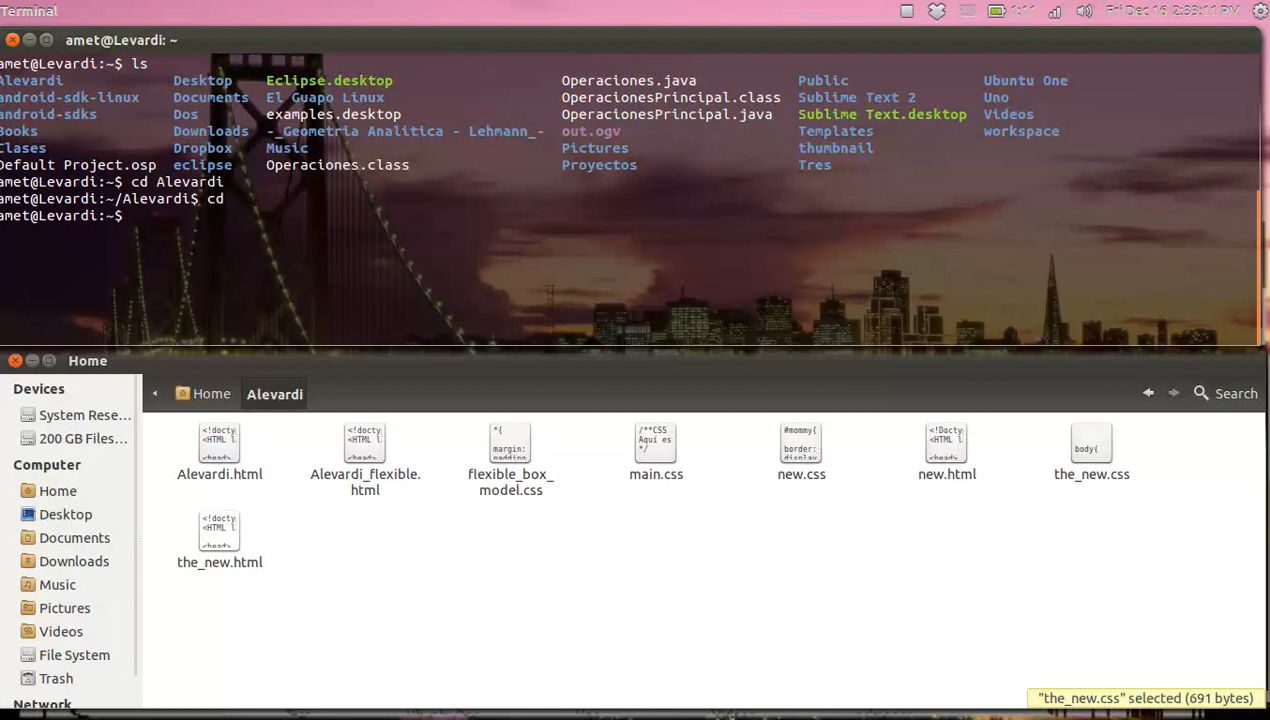 Terminal 1:11 Fri Dec 16 2:33:11 PM
amet@Levardi: ~
amet@Levardi:~$ ls
Alevardi Desktop Eclipse.desktop Operaciones.java Public Ubuntu One
android-sdk-linux Documents El Guapo Linux OperacionesPrincipal.class Sublime Text 2 Uno
android-sdks Dos examples.desktop OperacionesPrincipal.java Sublime Text.desktop Videos
Books Downloads -_Geometria Analitica - Lehmann_- out.ogv Templates workspace
Clases Dropbox Music Pictures thumbnail
Default Project.osp eclipse Operaciones.class Proyectos Tres
amet@Levardi:~$ cd Alevardi
amet@Levardi:~/Alevardi$ cd
amet@Levardi:~$
Home
Devices
System Rese...
200 GB Files...
Computer
Home
Desktop
Documents
Downloads
Music
Pictures
Videos
File System
Trash
Network
Home Alevardi Search
Alevardi.html
Alevardi_flexible.
html
flexible_box_
model.css
main.css
new.css
new.html
the_new.css
the_new.html
"the_new.css" selected (691 bytes)